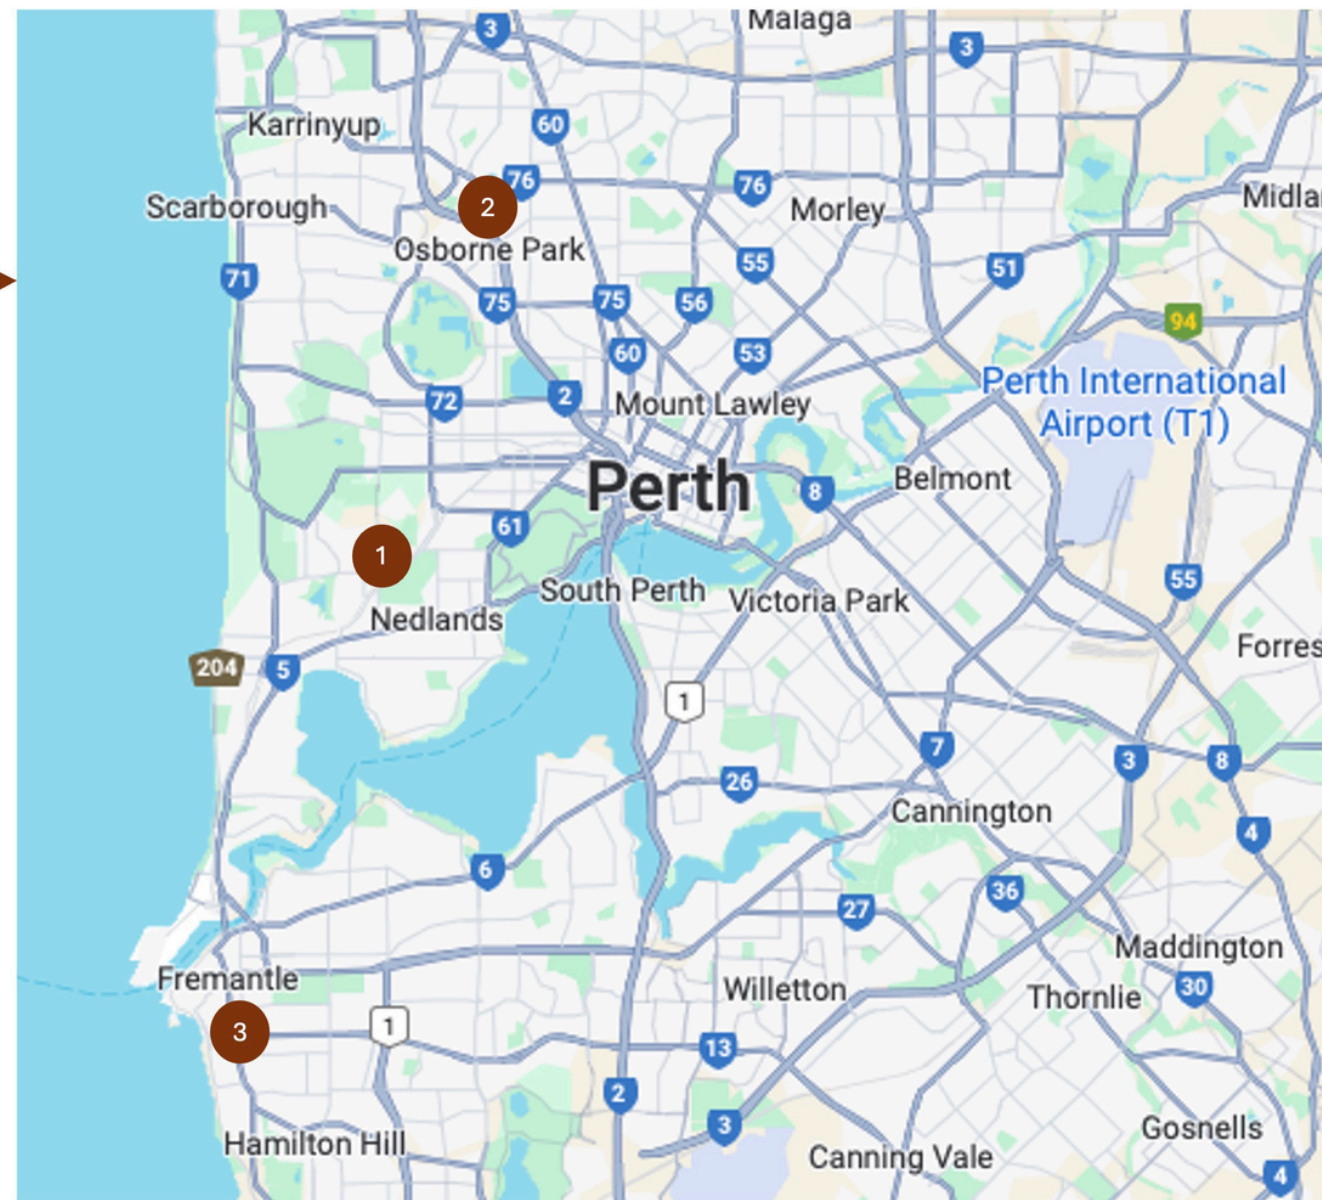 Malaga
3
3
Karrinyup
60
76
76
Scarborough
2
Morley
Midla
Osborne Park
55
51
71
75
75
56
94
60
53
Perth International
Airport (T1)
72
2
Mount Lawley
Perth
Belmont
8
61
1
55
South Perth
Victoria Park
Nedlands
Forres
204
5
1
7
3
8
26
Cannington
4
6
36
27
Maddington
Fremantle
Willetton
Thornlie
30
3
1
13
2
3
Gosnells
Hamilton Hill
Canning Vale
4